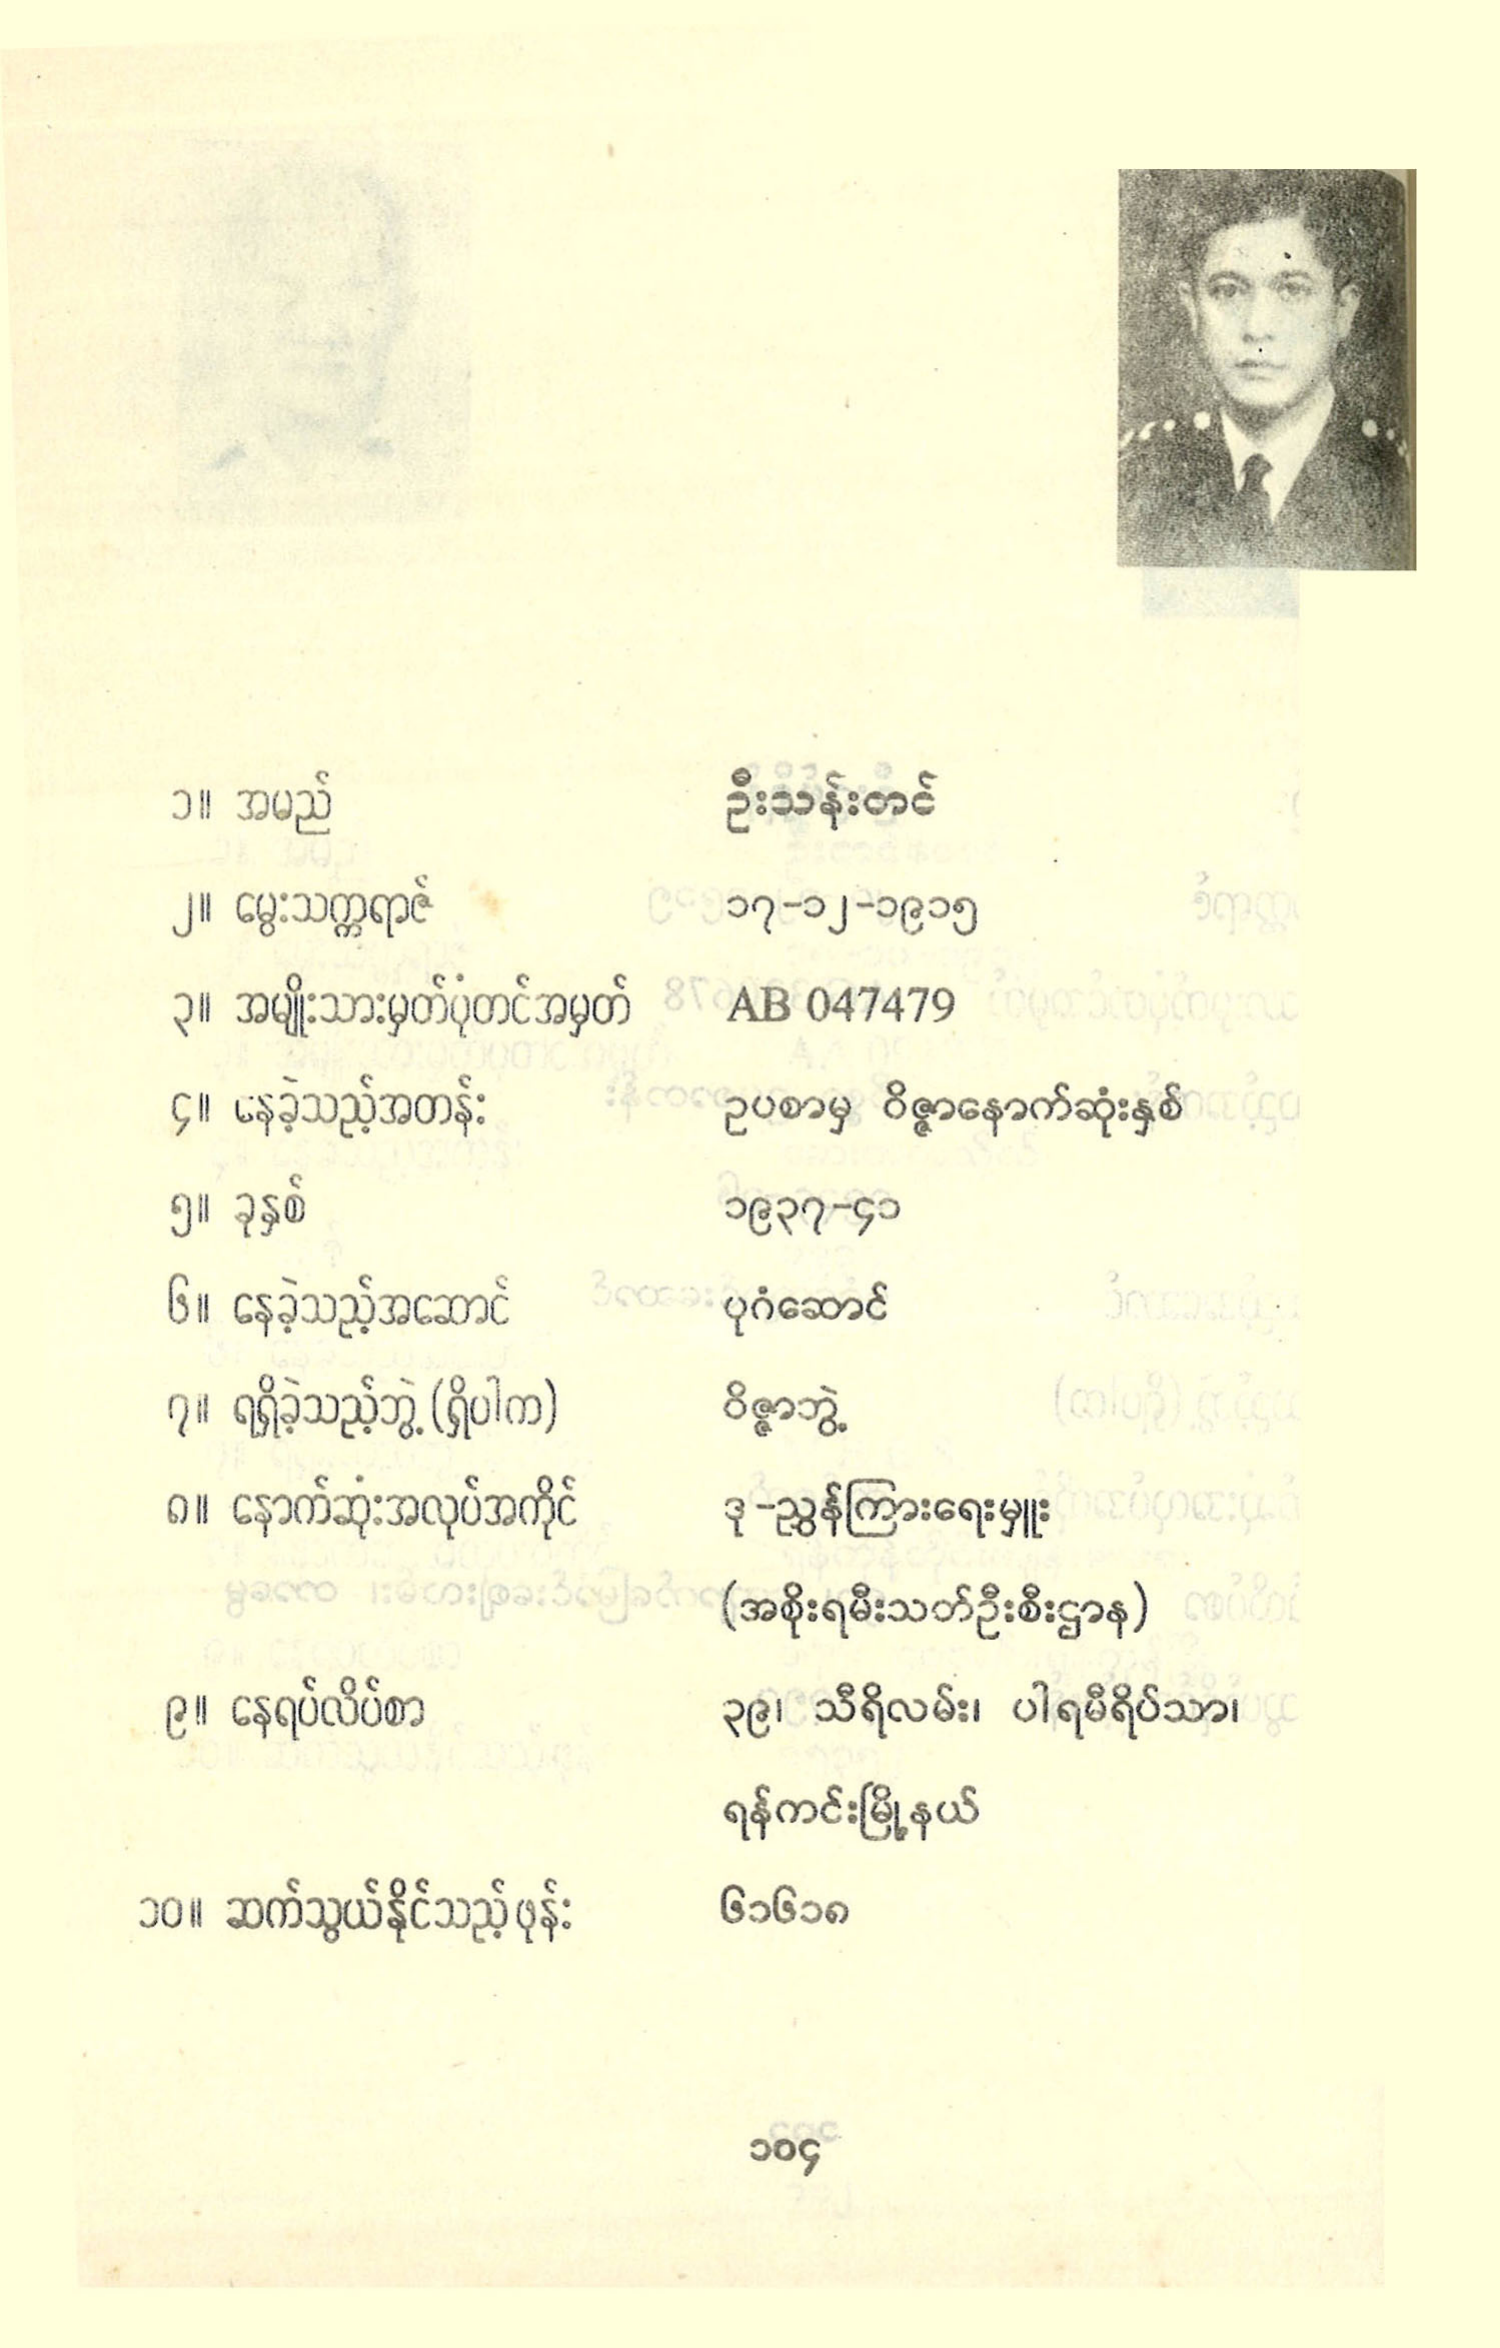 ၁။ အမည် ဦးသန်းတင်
၂။ မွေးသက္ကရာဇ် ၁၇-၁၂-၁၉၁၅
၃။ အမျိုးသားမှတ်ပုံတင်အမှတ် AB 047479
၄။ နေခဲ့သည့်အတန်း ဥပစာမှ ဝိဇ္ဇာနောက်ဆုံးနှစ်
၅။ ခုနှစ် ၁၉၃၇-၄၁
၆။ နေခဲ့သည့်အဆောင် ပုဂံဆောင်
၇။ ရရှိခဲ့သည့်ဘွဲ့ (ရှိပါက) ဝိဇ္ဇာဘွဲ့
၈။ နောက်ဆုံးအလုပ်အကိုင် ဒု-ညွှန်ကြားရေးမှူး
(အစိုးရမီးသတ်ဦးစီးဌာန)
၉။ နေရပ်လိပ်စာ ၃၉၊ သီရိလမ်း၊ ပါရမီရိပ်သာ၊
ရန်ကင်းမြို့နယ်
၁၀။ ဆက်သွယ်နိုင်သည့်ဖုန်း ၆၁၆၁၈
၁၀၄